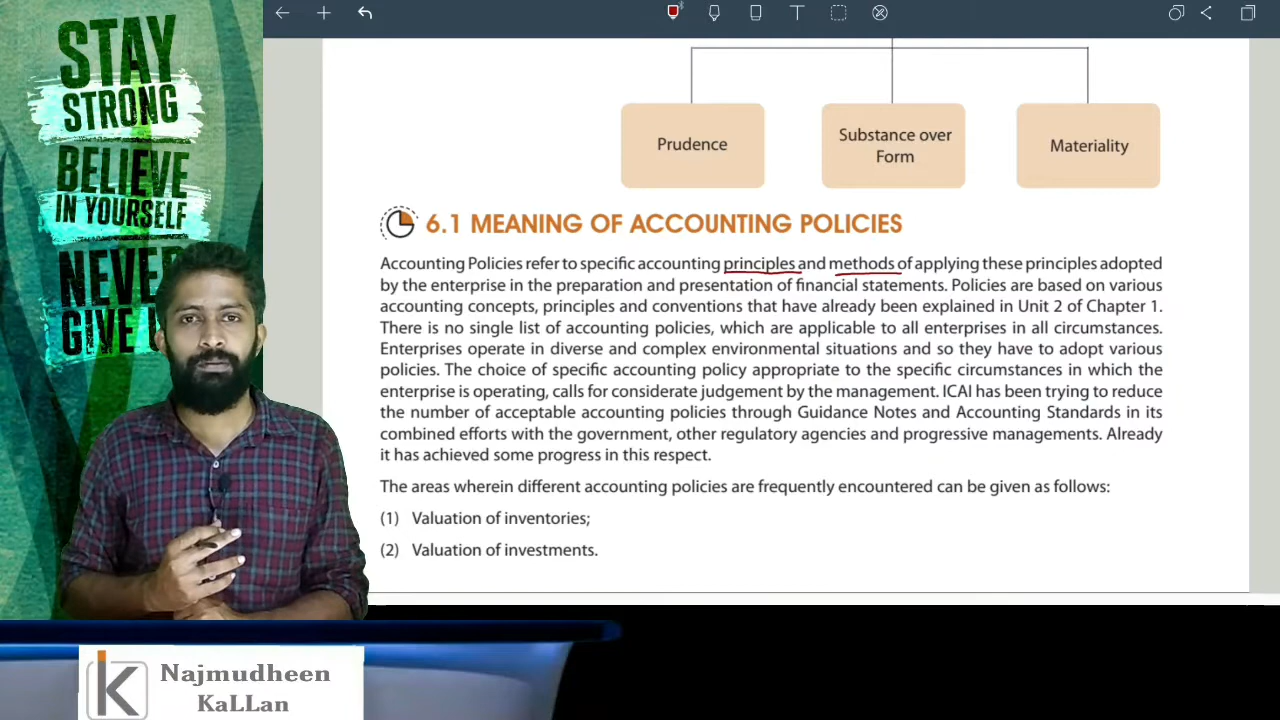 STAY
STRONG
BELIEVE
IN YOURSELF
NEVER
GIVE U
Prudence
Substance over
Form
Materiality
6.1 MEANING OF ACCOUNTING POLICIES
Accounting Policies refer to specific accounting principles and methods of applying these principles adopted
by the enterprise in the preparation and presentation of financial statements. Policies are based on various
accounting concepts, principles and conventions that have already been explained in Unit 2 of Chapter 1.
There is no single list of accounting policies, which are applicable to all enterprises in all circumstances.
Enterprises operate in diverse and complex environmental situations and so they have to adopt various
policies. The choice of specific accounting policy appropriate to the specific circumstances in which the
enterprise is operating, calls for considerate judgement by the management. ICAI has been trying to reduce
the number of acceptable accounting policies through Guidance Notes and Accounting Standards in its
combined efforts with the government, other regulatory agencies and progressive managements. Already
it has achieved some progress in this respect.
The areas wherein different accounting policies are frequently encountered can be given as follows:
(1) Valuation of inventories;
(2) Valuation of investments.
K
Najmudheen
KaLLan